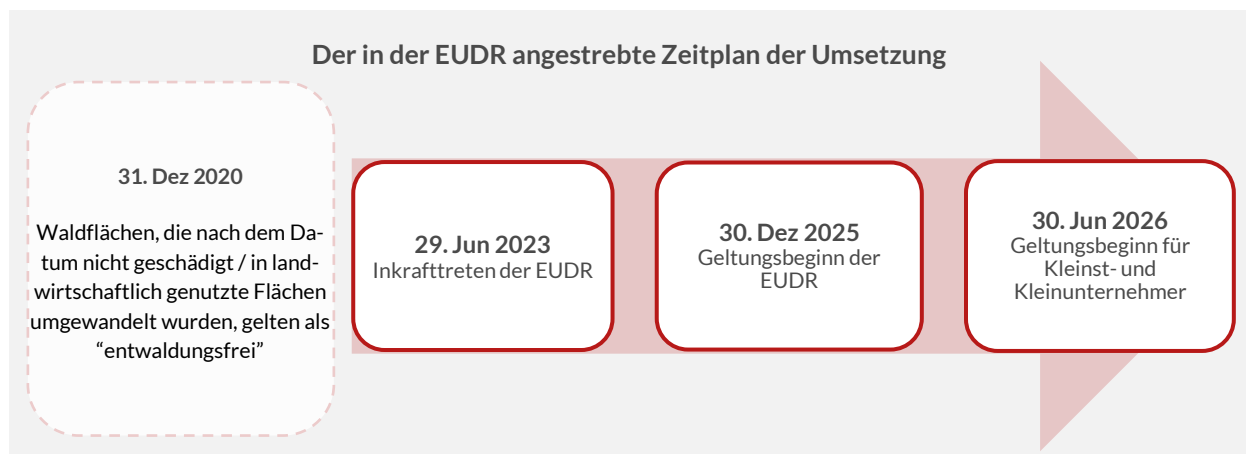 Der in der EUDR angestrebte Zeitplan der Umsetzung
31. Dez 2020
Waldflächen, die nach dem Da-
tum nicht geschädigt / in land-
wirtschaftlich genutzte Flächen
umgewandelt wurden, gelten als
“entwaldungsfrei”
29. Jun 2023
Inkrafttreten der EUDR
30. Dez 2025
Geltungsbeginn der
EUDR
30. Jun 2026
Geltungsbeginn für
Kleinst- und
Kleinunternehmer